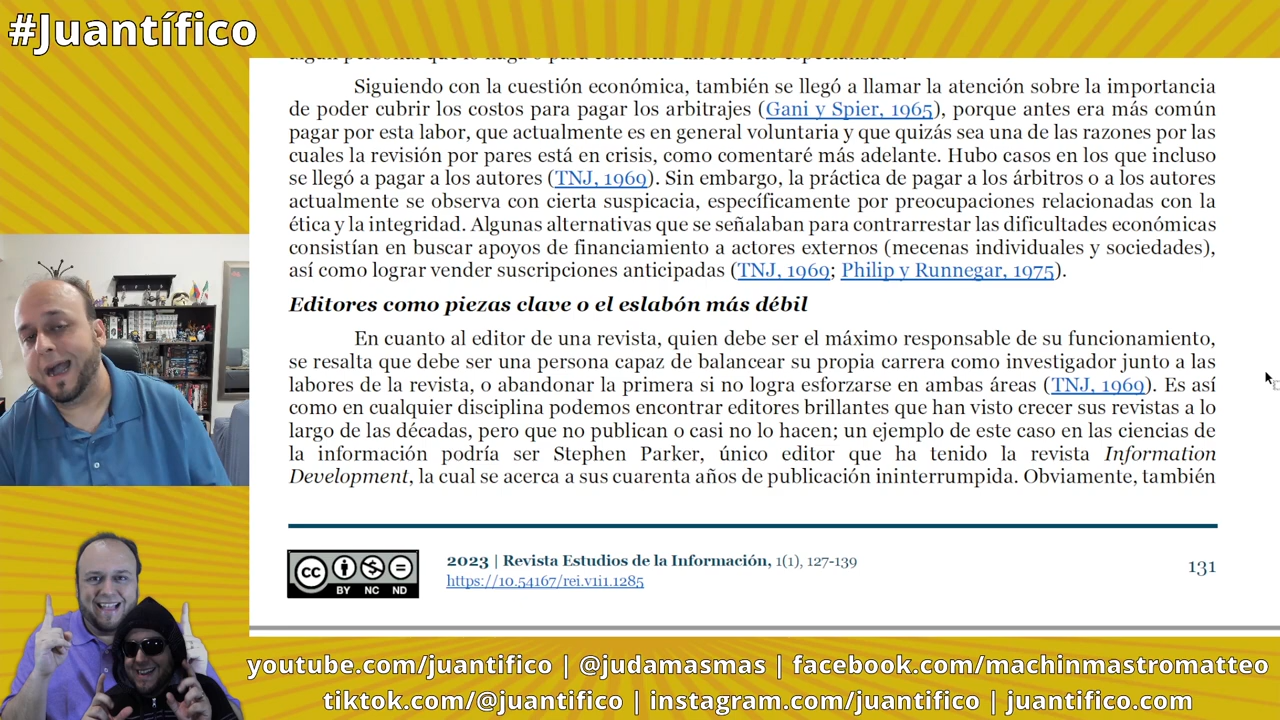 #Juantífico
Siguiendo con la cuestión económica, también se llegó a llamar la atención sobre la importancia
de poder cubrir los costos para pagar los arbitrajes (Gani y Spier, 1965), porque antes era más común
pagar por esta labor, que actualmente es en general voluntaria y que quizás sea una de las razones por las
cuales la revisión por pares está en crisis, como comentaré más adelante. Hubo casos en los que incluso
se llegó a pagar a los autores (TNJ, 1969). Sin embargo, la práctica de pagar a los árbitros o a los autores
actualmente se observa con cierta suspicacia, específicamente por preocupaciones relacionadas con la
ética y la integridad. Algunas alternativas que se señalaban para contrarrestar las dificultades económicas
consistían en buscar apoyos de financiamiento a actores externos (mecenas individuales y sociedades),
así como lograr vender suscripciones anticipadas (TNJ, 1969; Philip y Runnegar, 1975).
Editores como piezas clave o el eslabón más débil
En cuanto al editor de una revista, quien debe ser el máximo responsable de su funcionamiento,
se resalta que debe ser una persona capaz de balancear su propia carrera como investigador junto a las
labores de la revista, o abandonar la primera si no logra esforzarse en ambas áreas (TNJ, 1969). Es así
como en cualquier disciplina podemos encontrar editores brillantes que han visto crecer sus revistas a lo
largo de las décadas, pero que no publican o casi no lo hacen; un ejemplo de este caso en las ciencias de
la información podría ser Stephen Parker, único editor que ha tenido la revista Information
Development, la cual se acerca a sus cuarenta años de publicación ininterrumpida. Obviamente, también
cc BY NC ND
2023 | Revista Estudios de la Información, 1(1), 127-139
https://10.54167/rei.v1i1.1285
131
youtube.com/juantifico | @judamasmas | facebook.com/machinmastromatteo
tiktok.com/@juantifico | instagram.com/juantifico | juantifico.com